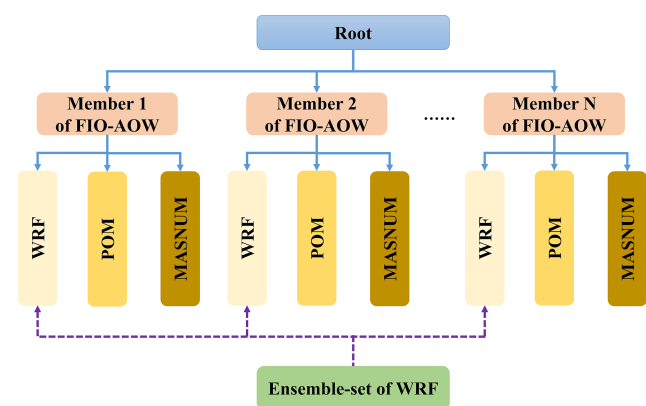 Root
Member 1
of FIO-AOW
Member 2
of FIO-AOW
......
Member N
of FIO-AOW
WRF
POM
MASNUM
WRF
POM
MASNUM
WRF
POM
MASNUM
Ensemble-set of WRF